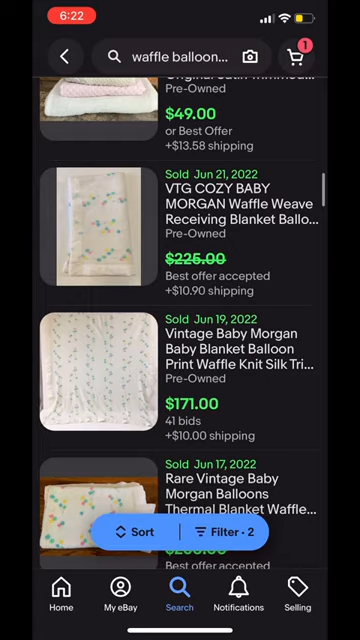 6:22
waffle balloon...
1
Original Satin Trimmed...
Pre-Owned
$49.00
or Best Offer
+$13.58 shipping
Sold Jun 21, 2022
VTG COZY BABY
MORGAN Waffle Weave
Receiving Blanket Ballo...
Pre-Owned
$225.00
Best offer accepted
+$10.90 shipping
Sold Jun 19, 2022
Vintage Baby Morgan
Baby Blanket Balloon
Print Waffle Knit Silk Tri...
Pre-Owned
$171.00
41 bids
+$10.00 shipping
Sold Jun 17, 2022
Rare Vintage Baby
Morgan Balloons
Thermal Blanket Waffle...
Sort
Filter · 2
Best offer accepted
Home
My eBay
Search
Notifications
Selling